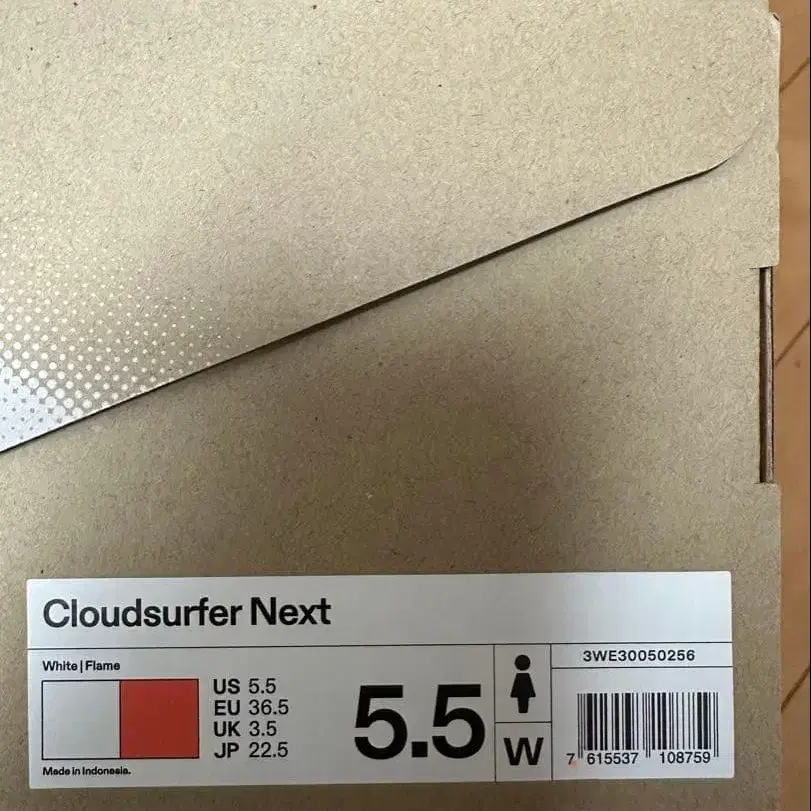 Cloudsurfer Next
White | Flame
US 5.5
EU 36.5
UK 3.5
JP 22.5
Made in Indonesia.
5.5
W
3WE30050256
7 615537 108759